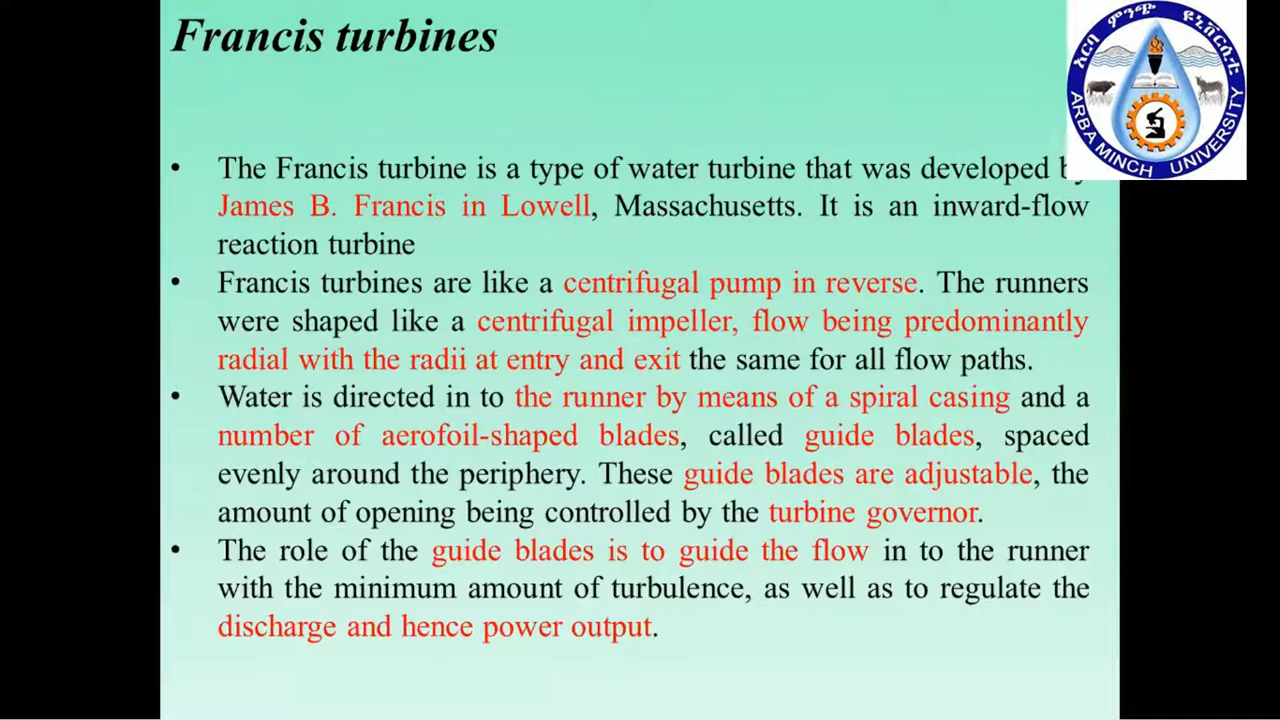 Francis turbines
• The Francis turbine is a type of water turbine that was developed by
James B. Francis in Lowell, Massachusetts. It is an inward-flow
reaction turbine
• Francis turbines are like a centrifugal pump in reverse. The runners
were shaped like a centrifugal impeller, flow being predominantly
radial with the radii at entry and exit the same for all flow paths.
• Water is directed in to the runner by means of a spiral casing and a
number of aerofoil-shaped blades, called guide blades, spaced
evenly around the periphery. These guide blades are adjustable, the
amount of opening being controlled by the turbine governor.
• The role of the guide blades is to guide the flow in to the runner
with the minimum amount of turbulence, as well as to regulate the
discharge and hence power output.
አርባ ምንጭ ዩኒቨርሲቲ
ARBA MINCH UNIVERSITY